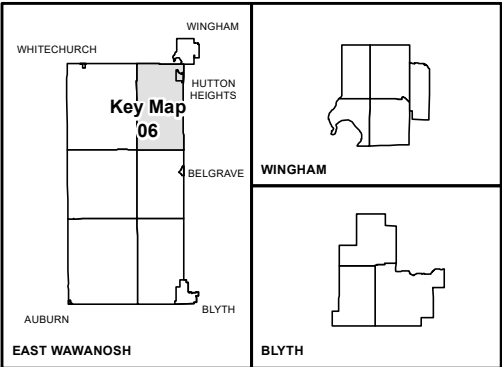 WINGHAM
WHITECHURCH
HUTTON
HEIGHTS
Key Map
06
BELGRAVE
BLYTH
AUBURN
EAST WAWANOSH
WINGHAM
BLYTH